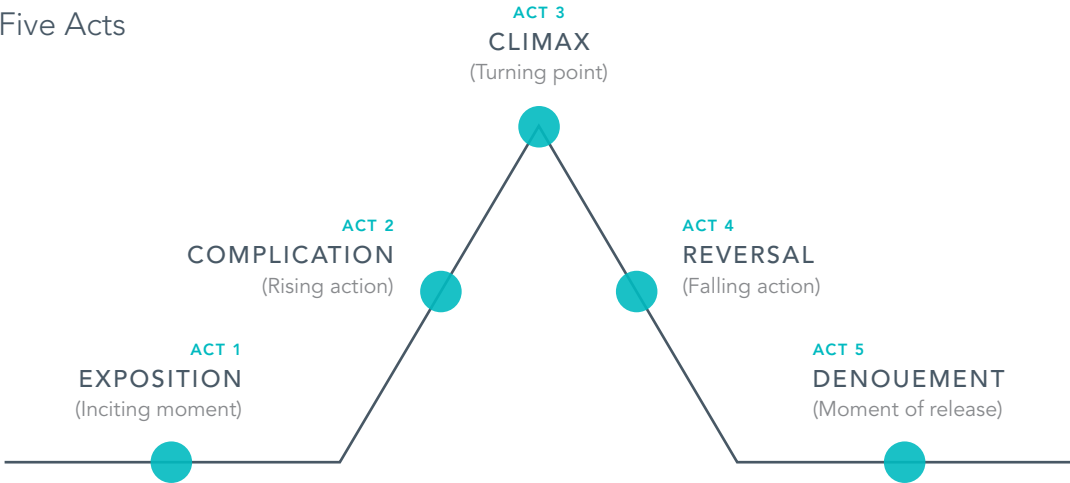 Five Acts
ACT 1
EXPOSITION
(Inciting moment)
ACT 2
COMPLICATION
(Rising action)
ACT 3
CLIMAX
(Turning point)
ACT 4
REVERSAL
(Falling action)
ACT 5
DENOUEMENT
(Moment of release)